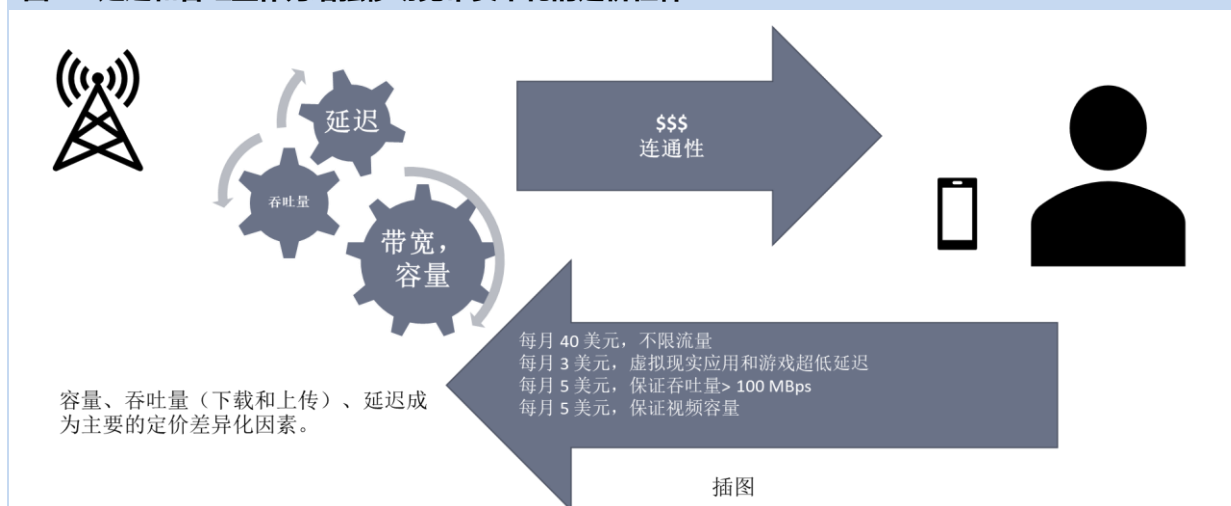 延迟
吞吐量
带宽，
容量
$$$
连通性
每月 40 美元，不限流量
每月 3 美元，虚拟现实应用和游戏超低延迟
每月 5 美元，保证吞吐量> 100 MBps
每月 5 美元，保证视频容量
容量、吞吐量（下载和上传）、延迟成
为主要的定价差异化因素。
插图